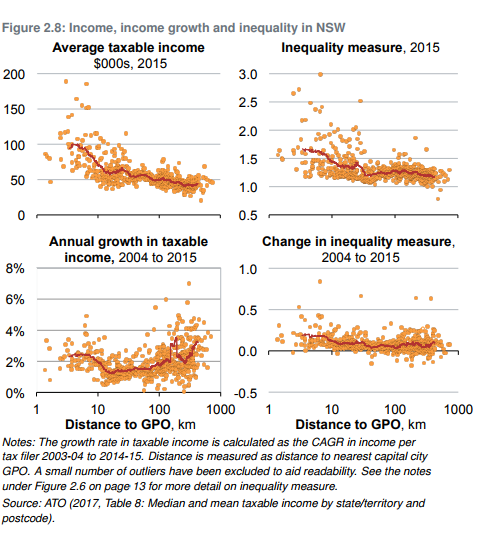 Figure 2.8: Income, income growth and inequality in NSW
Average taxable income
$000s, 2015
200
150
100
50
0
Inequality measure, 2015
3.0
2.5
2.0
1.5
1.0
0.5
Annual growth in taxable
income, 2004 to 2015
8%
6%
4%
2%
0%
1 10 100 1000
Distance to GPO, km
Change in inequality measure,
2004 to 2015
1.0
0.5
0.0
-0.5
1 10 100 1000
Distance to GPO, km
Notes: The growth rate in taxable income is calculated as the CAGR in income per
tax filer 2003-04 to 2014-15. Distance is measured as distance to nearest capital city
GPO. A small number of outliers have been excluded to aid readability. See the notes
under Figure 2.6 on page 13 for more detail on inequality measure.
Source: ATO (2017, Table 8: Median and mean taxable income by state/territory and
postcode).